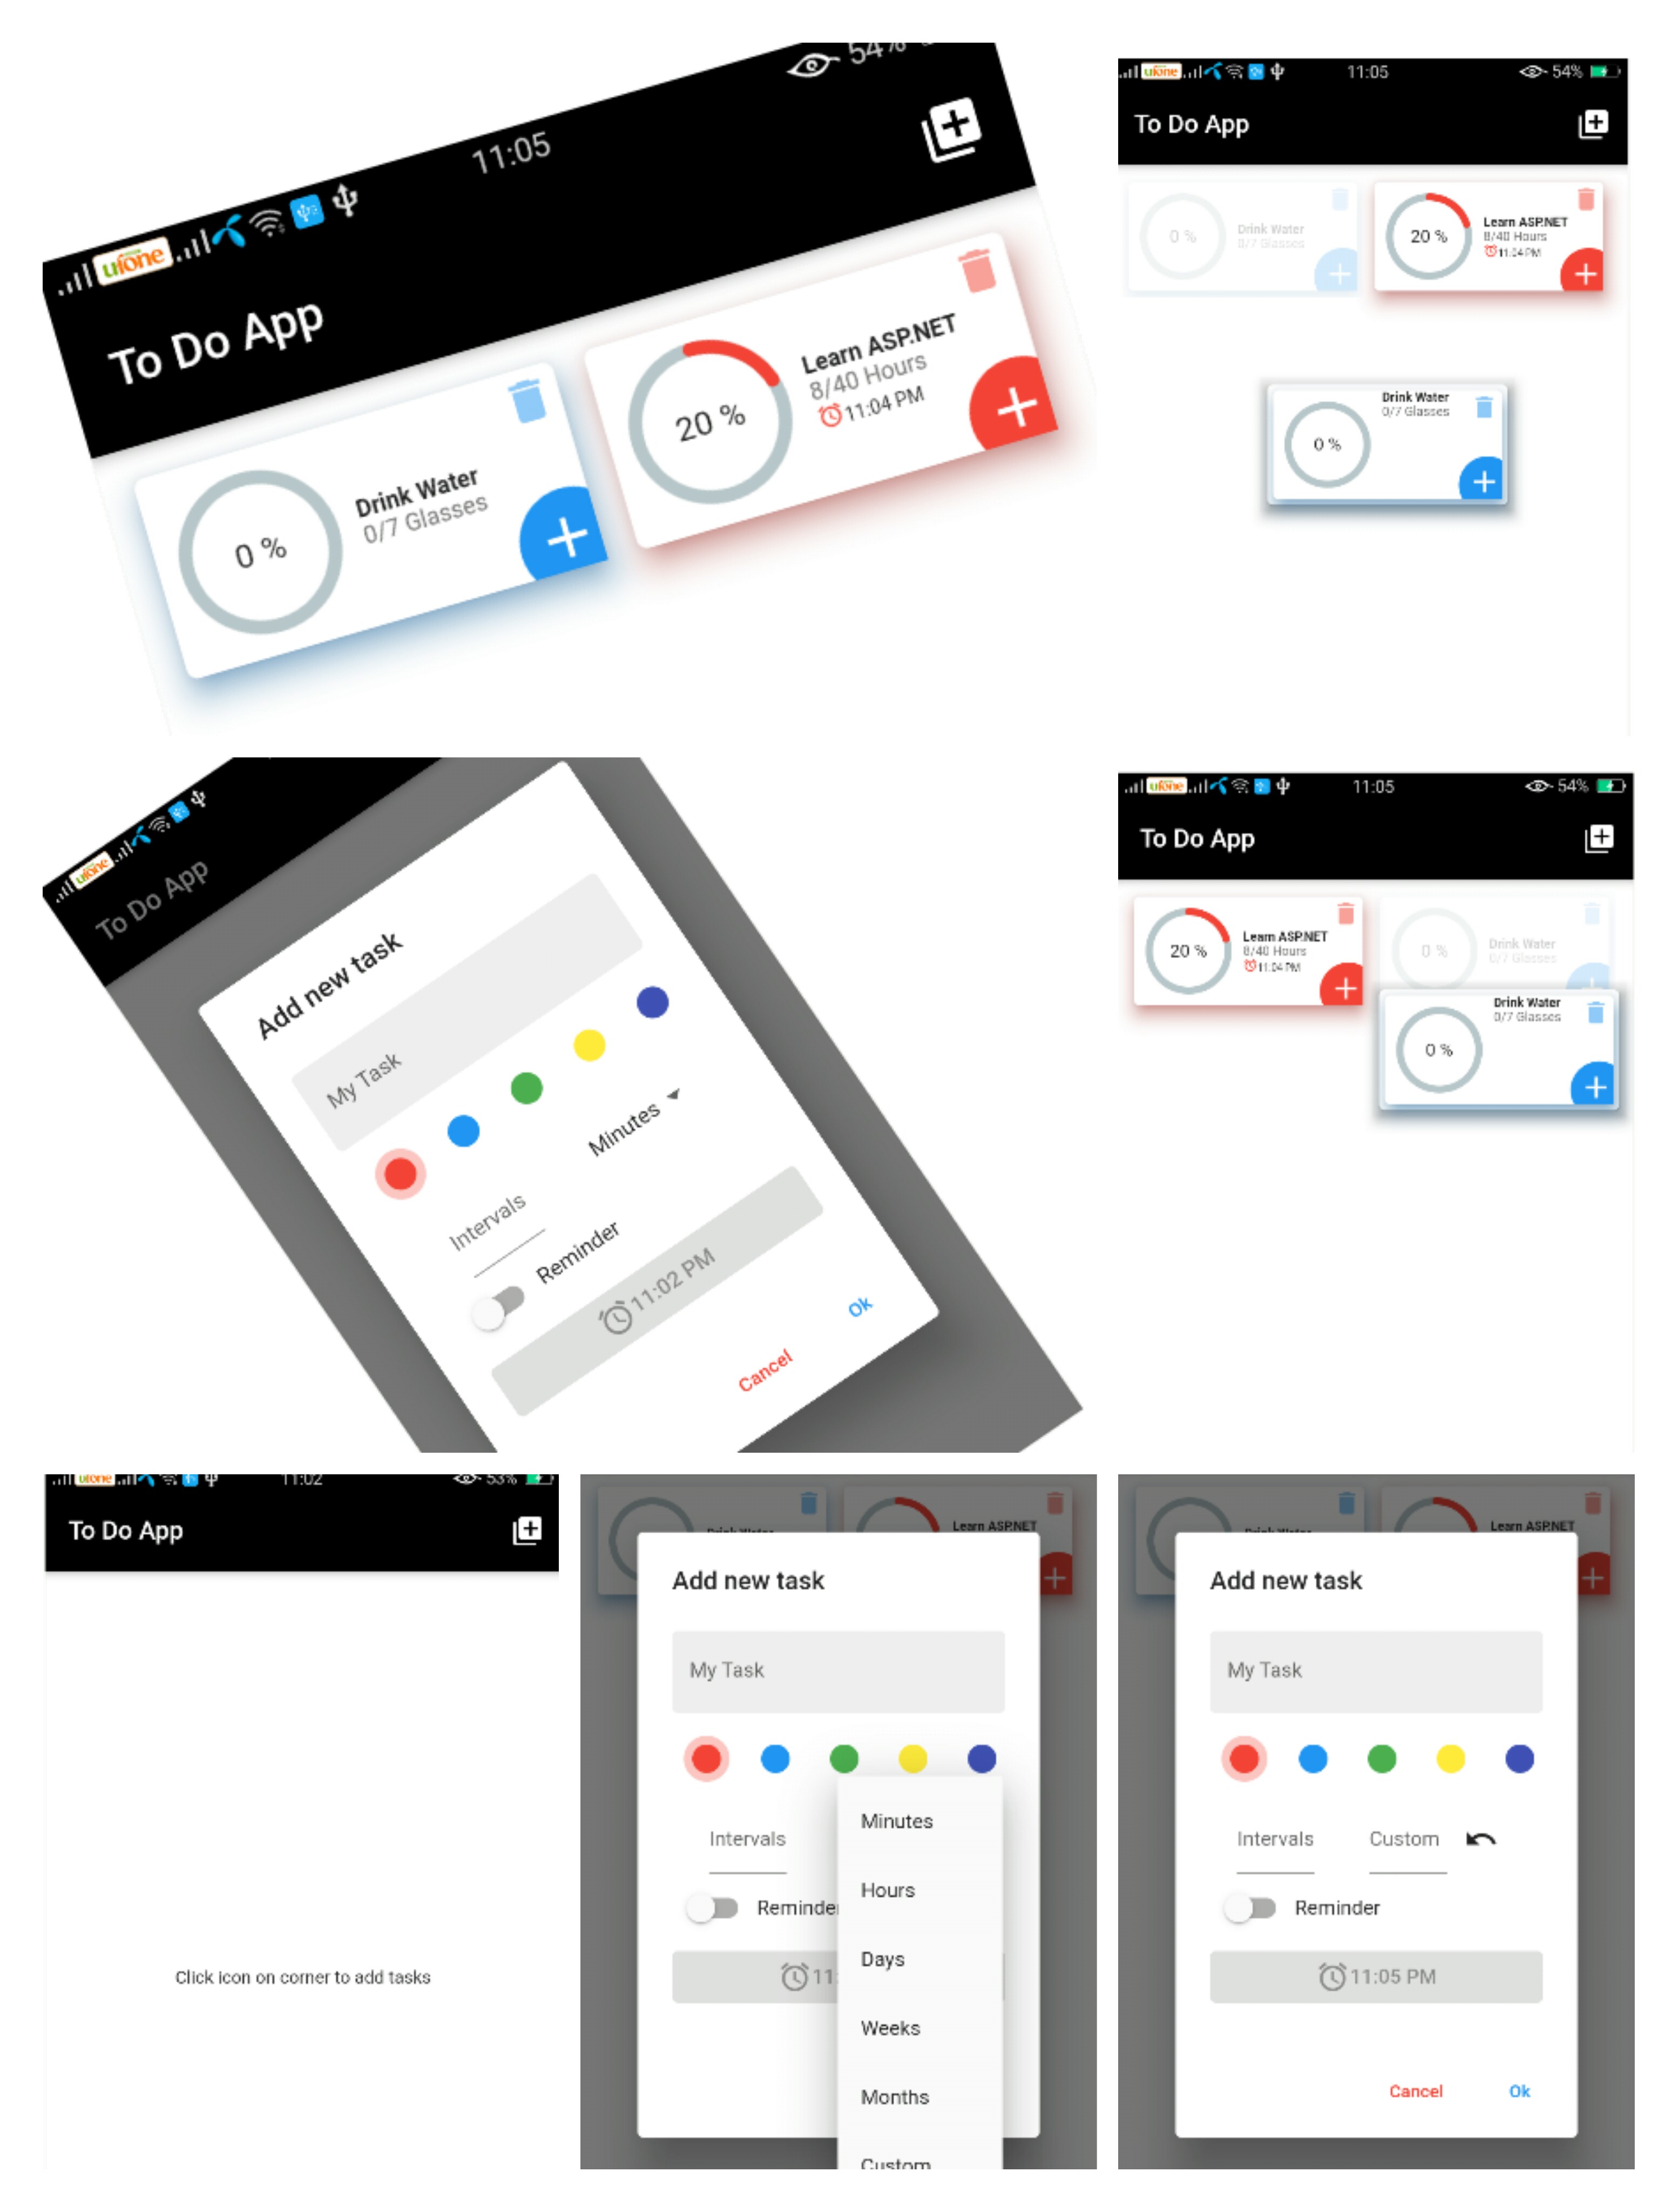 54%
11:05
ufone
To Do App
Learn ASP.NET
8/40 Hours
11:04 PM
20 %
Drink Water
0/7 Glasses
0 %
ufone
11:05
54%
To Do App
0 %
Drink Water
0/7 Glasses
20 %
Learn ASP.NET
8/40 Hours
11:04 PM
Drink Water
0/7 Glasses
0 %
ufone
To Do App
Add new task
My Task
Minutes
Intervals
Reminder
11:02 PM
Ok
Cancel
ufone
11:05
54%
To Do App
20 %
Learn ASP.NET
8/40 Hours
11:04 PM
0 %
Drink Water
0/7 Glasses
Drink Water
0/7 Glasses
0 %
ufone
11:02
53%
To Do App
Click icon on corner to add tasks
Learn ASP.NET
Add new task
My Task
Intervals
Minutes
Hours
Reminder
Days
11:
Weeks
Months
Custom
Learn ASP.NET
Add new task
My Task
Intervals
Custom
Reminder
11:05 PM
Cancel
Ok